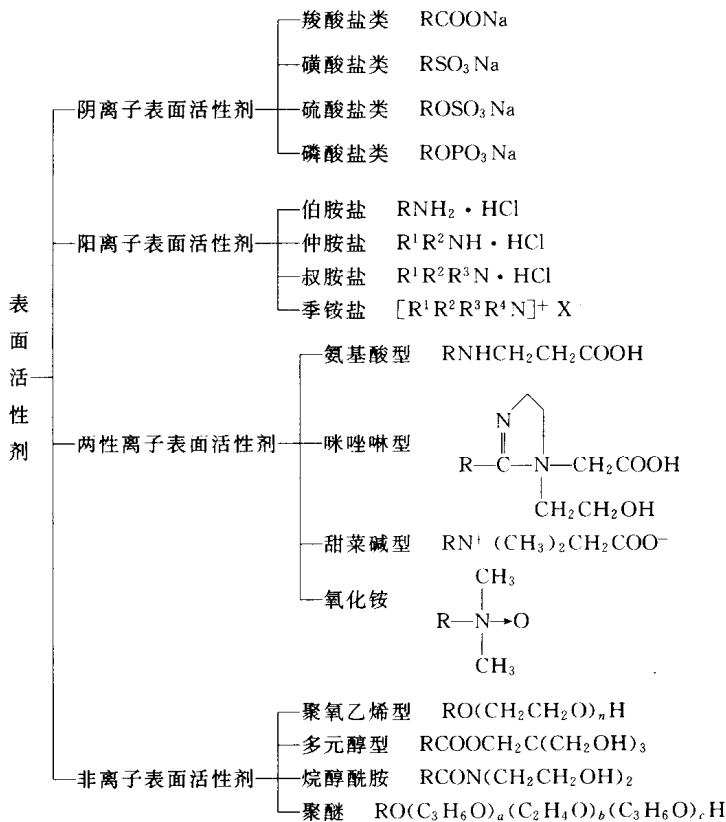 表面活性剂
阴离子表面活性剂
羧酸盐类 RCOONa
磺酸盐类 RSO₃Na
硫酸盐类 ROSO₃Na
磷酸盐类 ROPO₃Na
阳离子表面活性剂
伯胺盐 RNH₂·HCl
仲胺盐 R¹R²NH·HCl
叔胺盐 R¹R²R³N·HCl
季铵盐 [R¹R²R³R⁴N]⁺ X
两性离子表面活性剂
氨基酸型 RNHCH₂CH₂COOH
咪唑啉型
N
R—C—N—CH₂COOH
CH₂CH₂OH
甜菜碱型 RN⁺(CH₃)₂CH₂COO⁻
氧化铵
CH₃
R—N→O
CH₃
非离子表面活性剂
聚氧乙烯型 RO(CH₂CH₂O)ₙH
多元醇型 RCOOCH₂C(CH₂OH)₃
烷醇酰胺 RCON(CH₂CH₂OH)₂
聚醚 RO(C₃H₆O)a(C₂H₄O)b(C₃H₆O)cH